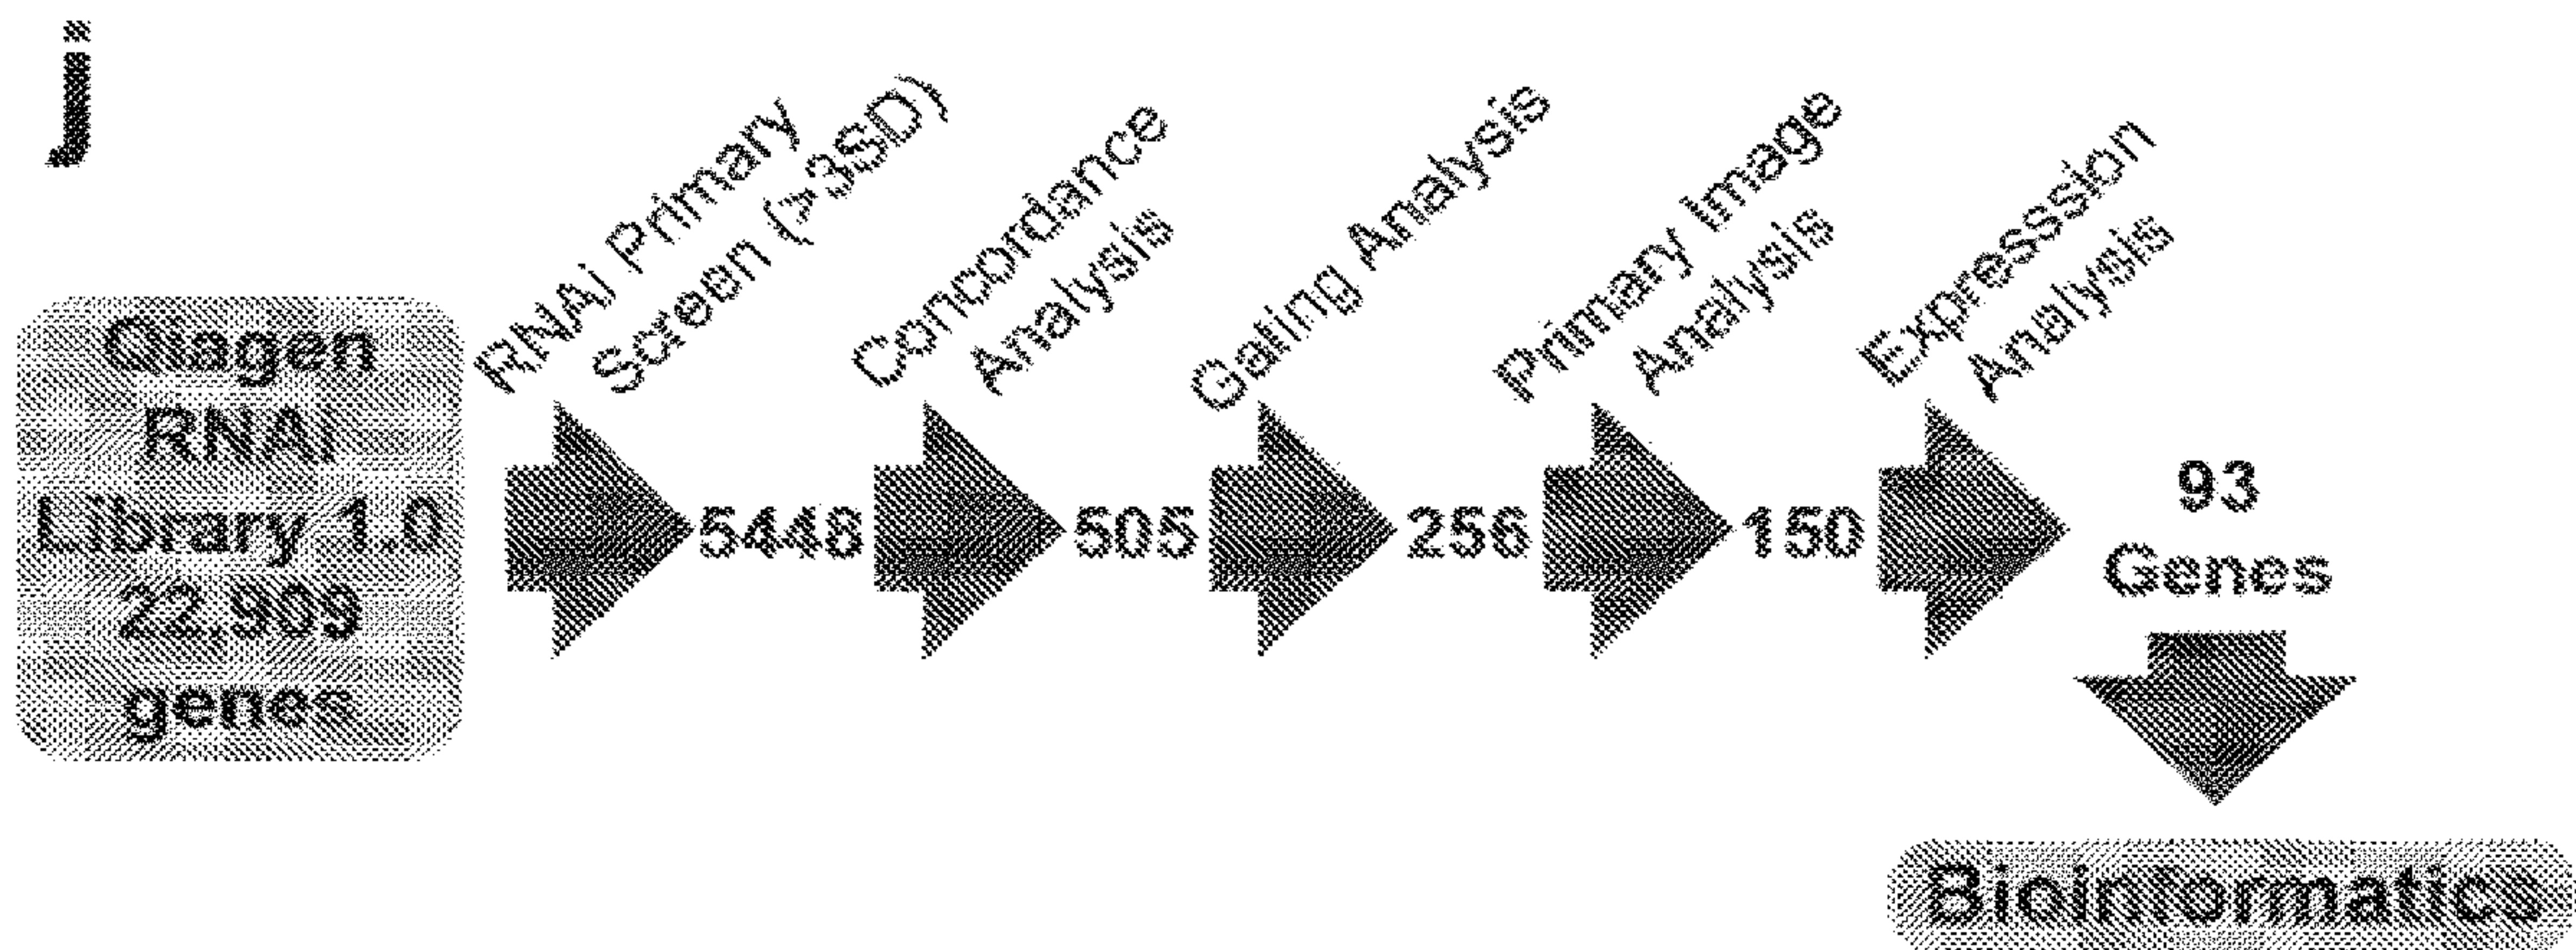 j
Qiagen
RNAi
Library 1.0
22,909
genes
RNAi Primary
Screen (>3SD)
5448
Concordance
Analysis
505
Gating Analysis
256
Primary Image
Analysis
150
Expression
Analysis
93
Genes
Bioinformatics